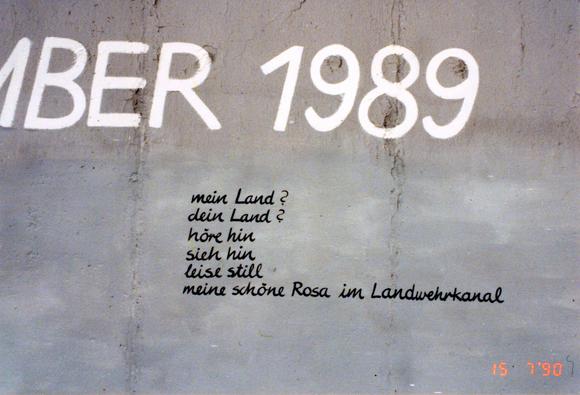 MBER 1989
mein Land?
dein Land?
höre hin
sieh hin
leise still
meine schöne Rosa im Landwehrkanal
15 7'90